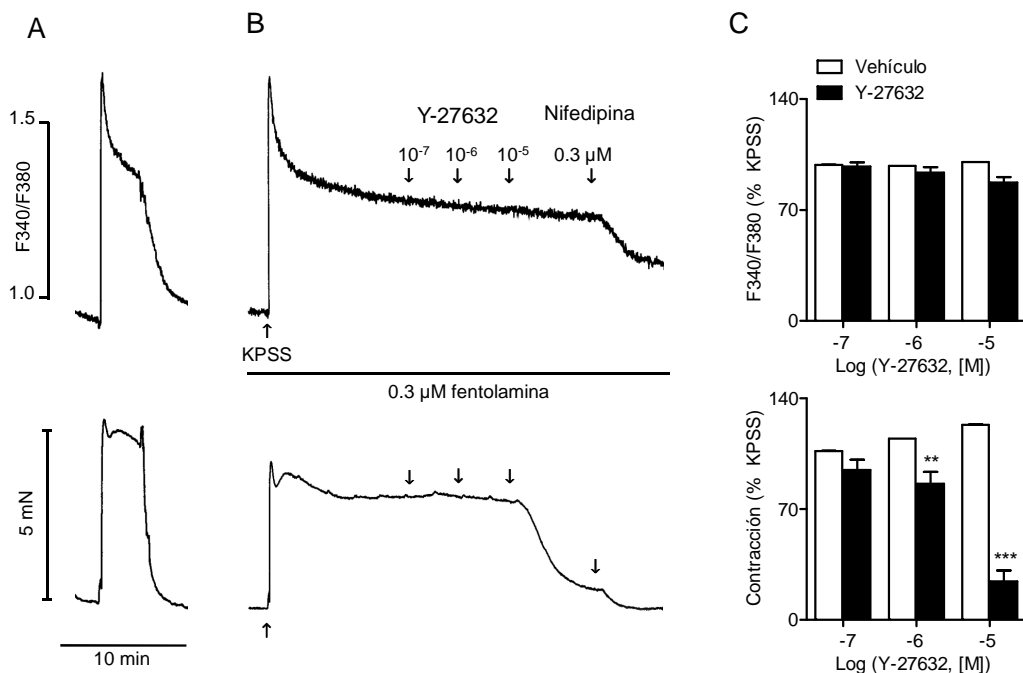 A
B
C
1.5
F340/F380
1.0
Y-27632
Nifedipina
10⁻⁷ 10⁻⁶ 10⁻⁵ 0.3 µM
↓ ↓ ↓ ↓
↑
KPSS
0.3 µM fentolamina
5 mN
↓ ↓ ↓
↓
↑
10 min
Vehículo
Y-27632
F340/F380 (% KPSS)
140
70
0
-7 -6 -5
Log (Y-27632, [M])
Contracción (% KPSS)
140
70
0
**
***
-7 -6 -5
Log (Y-27632, [M])